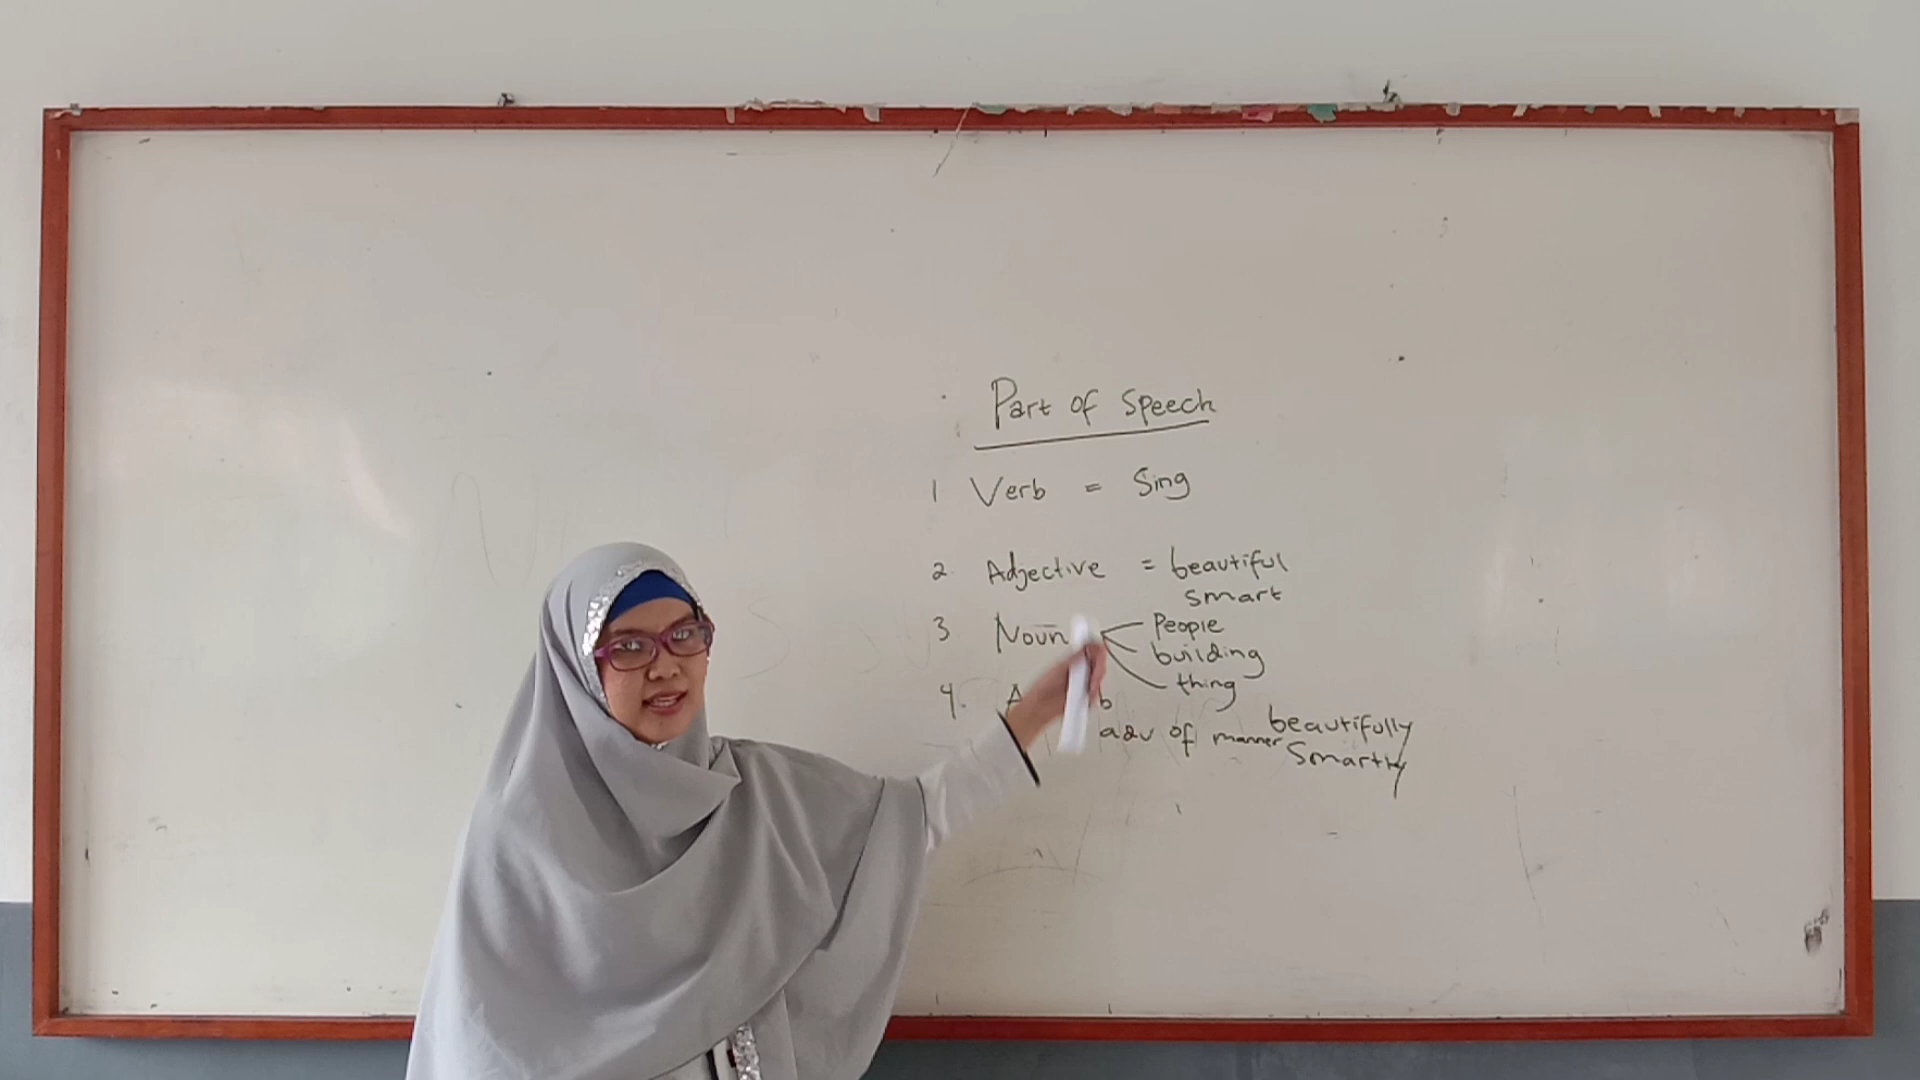 Part of Speech
1 Verb = Sing
2. Adjective = beautiful
smart
3 Noun People
building
thing
4.
adv of manner beautifully
Smartly